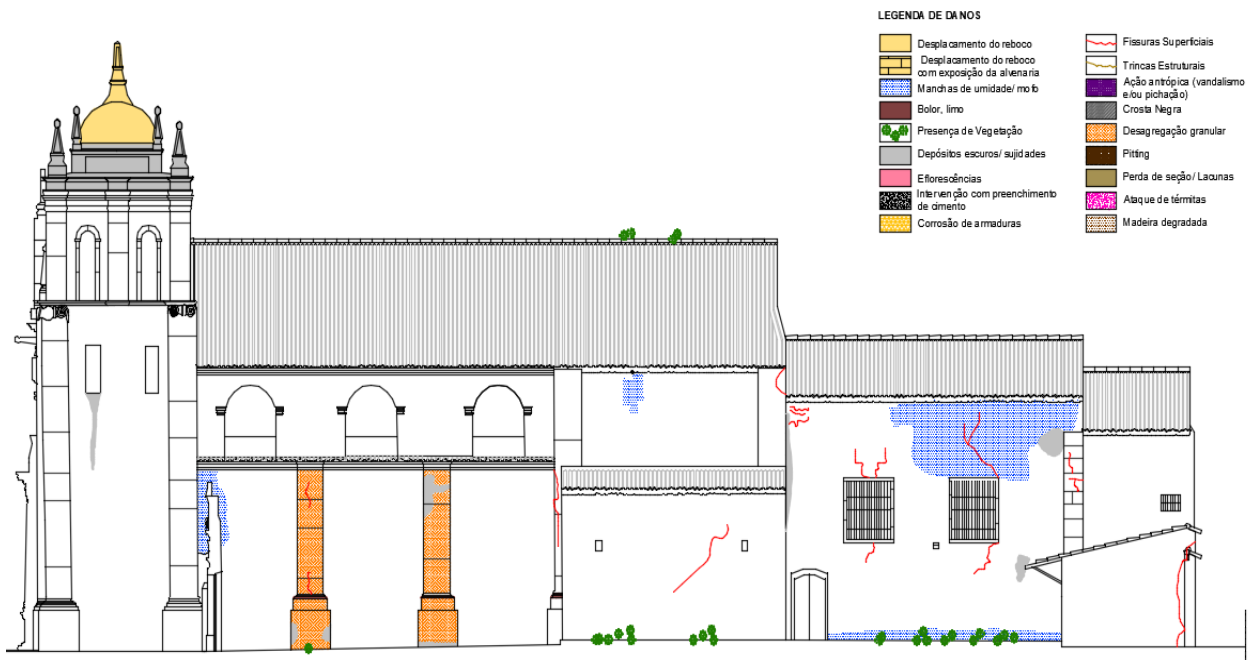 LEGENDA DE DANOS
Desplacamento do reboco
Desplacamento do reboco
com exposição da alvenaria
Manchas de umidade/ mofo
Bolor, limo
Presença de Vegetação
Depósitos escuros/ sujidades
Eflorescências
Intervenção com preenchimento
de cimento
Corrosão de armaduras
Fissuras Superficiais
Trincas Estruturais
Ação antrópica (vandalismo
e/ou pichação)
Crosta Negra
Desagregação granular
Pitting
Perda de seção/ Lacunas
Ataque de térmitas
Madeira degradada